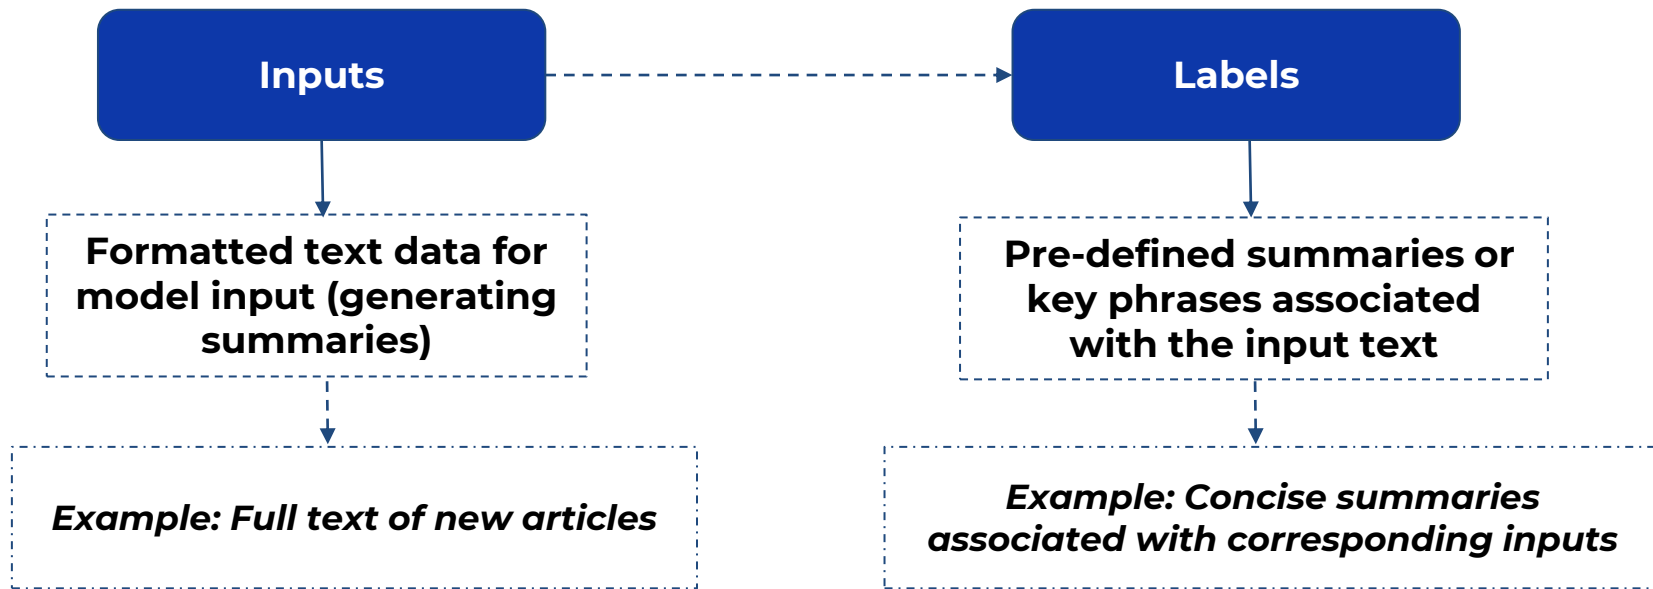 Inputs
Labels
Formatted text data for
model input (generating
summaries)
Pre-defined summaries or
key phrases associated
with the input text
Example: Full text of new articles
Example: Concise summaries
associated with corresponding inputs